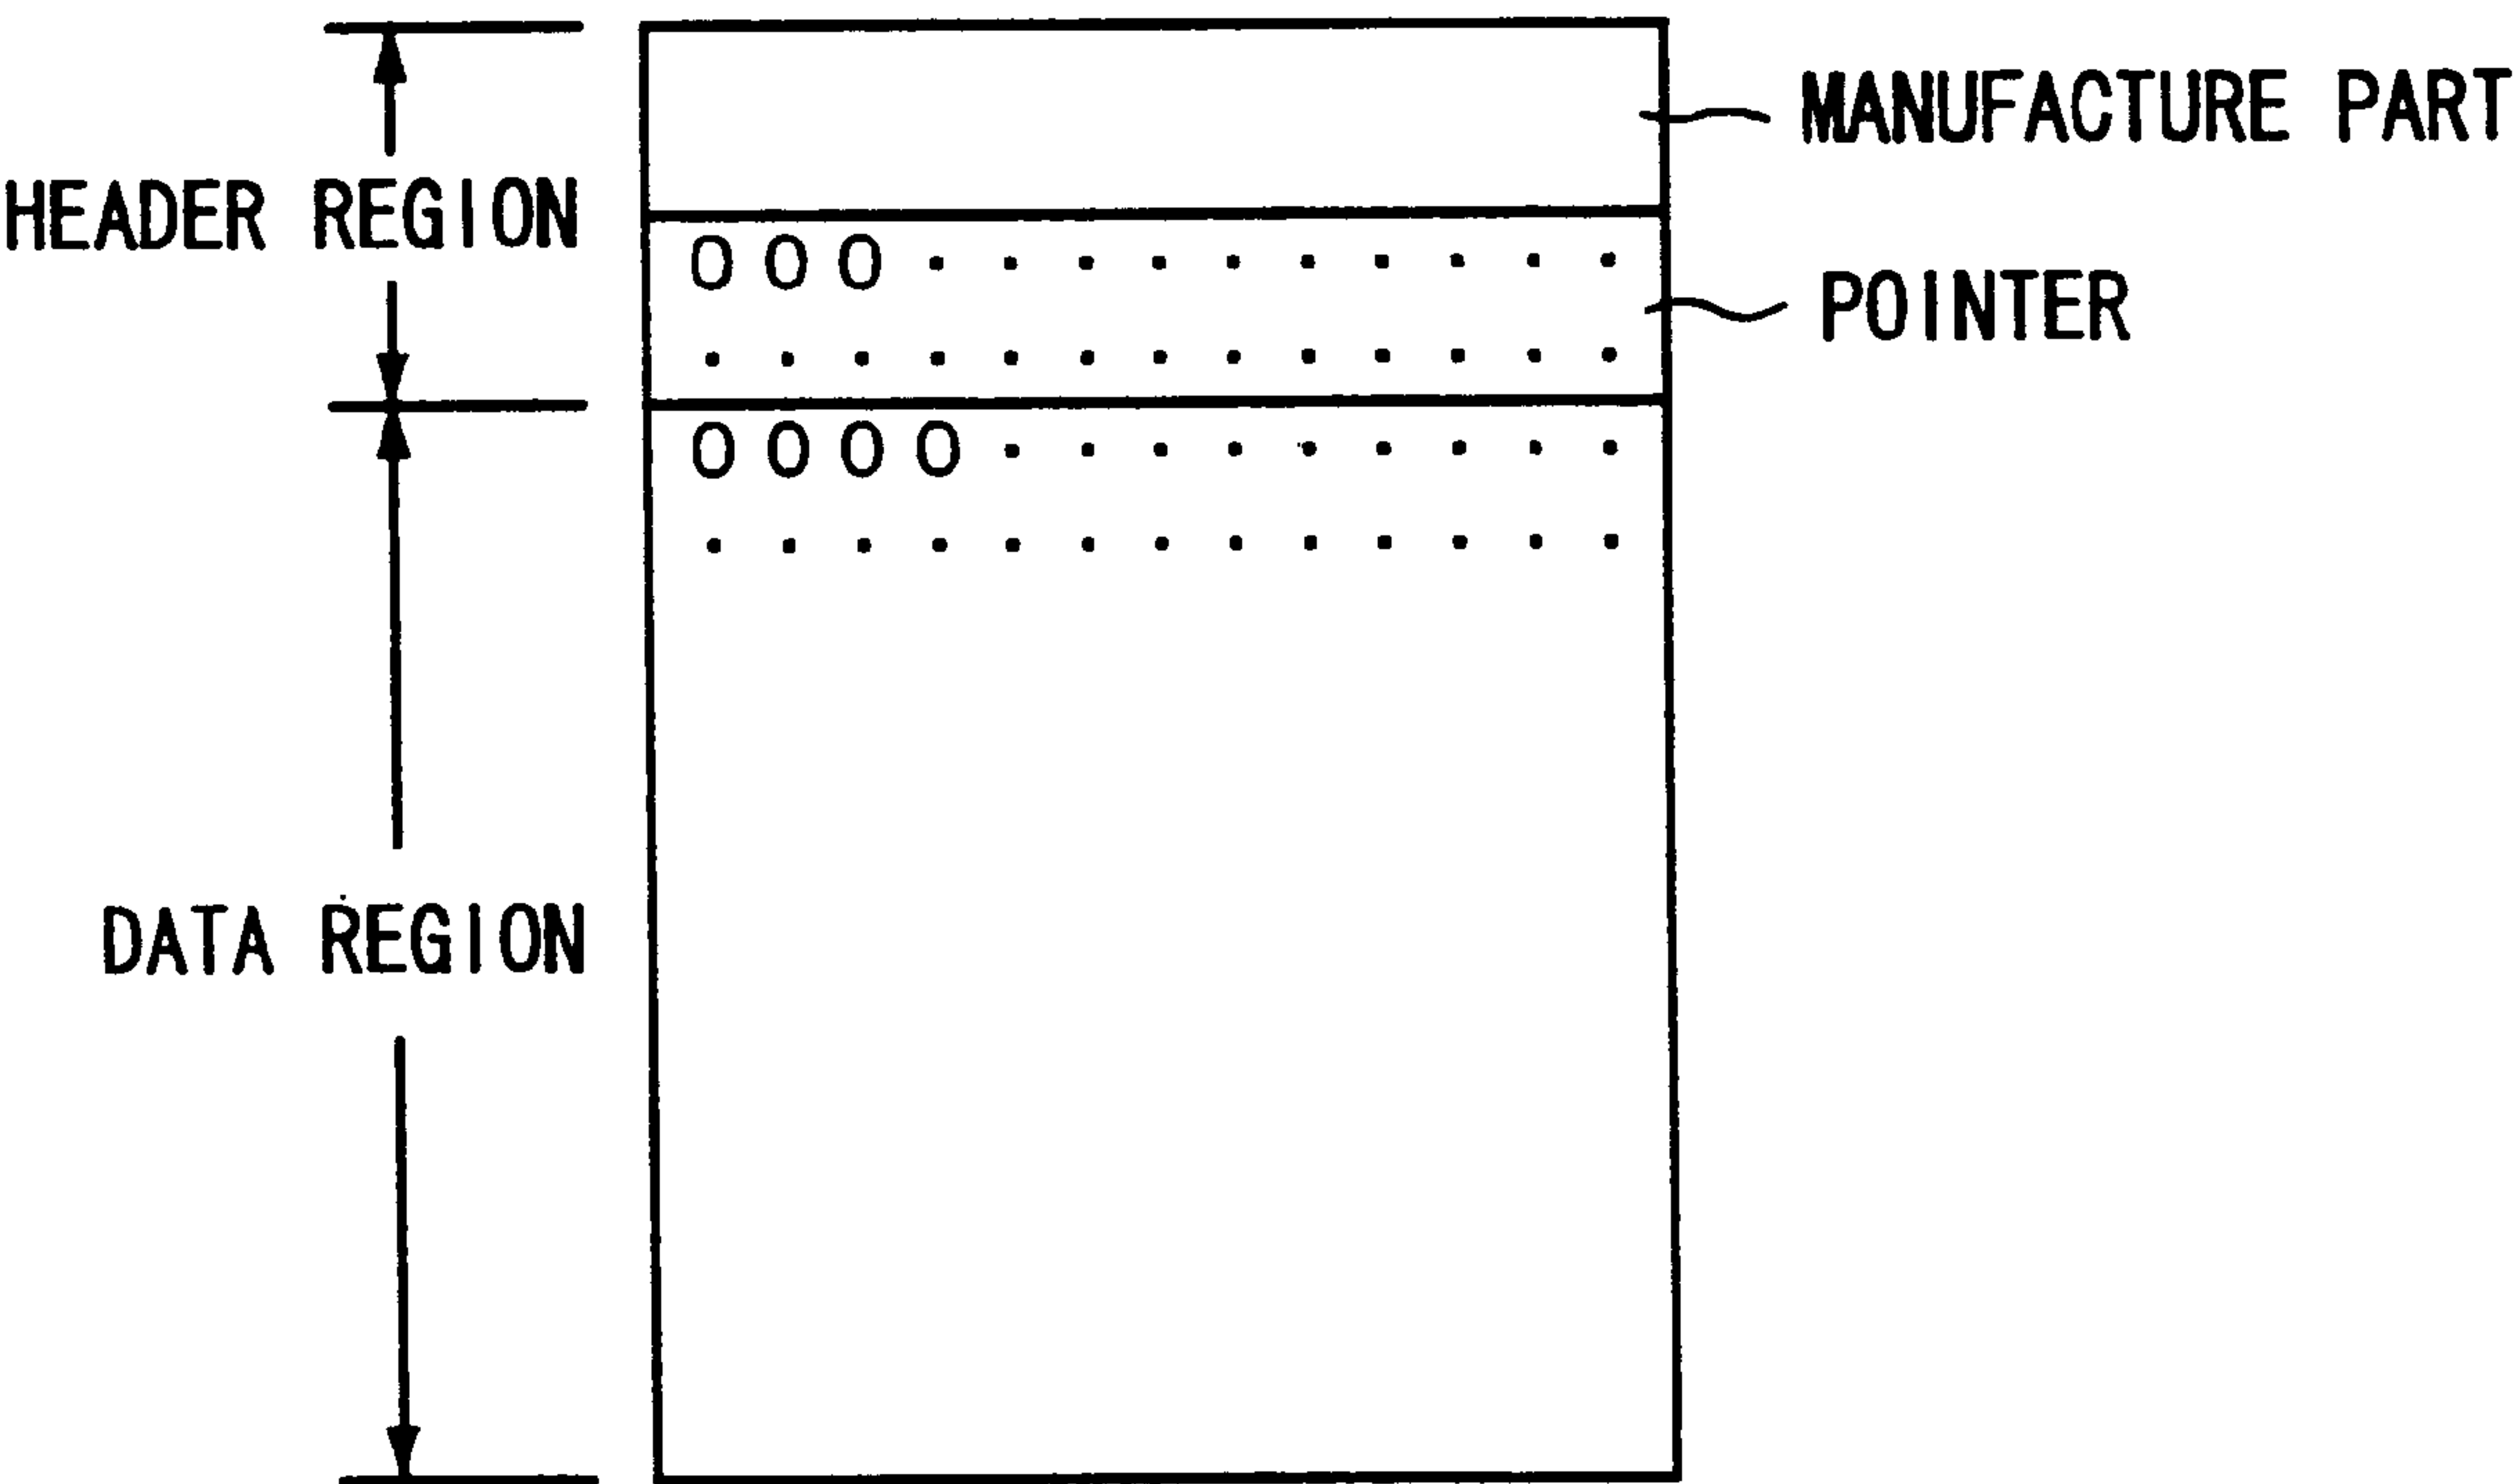 MANUFACTURE PART
HEADER REGION
000 . . . . . . . . . .
POINTER
. . . . . . . . . . . . .
0000 . . . . . . . . .
. . . . . . . . . . . . .
DATA REGION